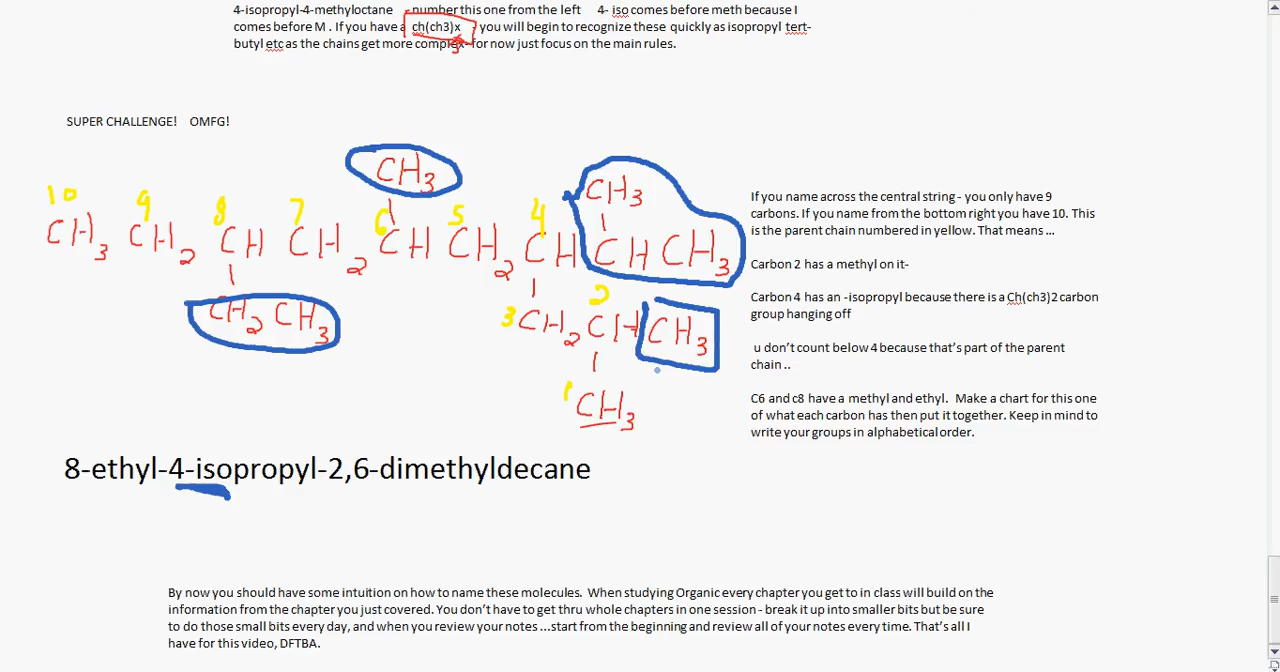 4-isopropyl-4-methyloctane - number this one from the left 4- iso comes before meth because I
comes before M . If you have a ch(ch3)x - you will begin to recognize these quickly as isopropyl tert-
butyl etc as the chains get more complex- for now just focus on the main rules.
3
SUPER CHALLENGE! OMFG!
CH3 CH3
10 9 8 7 6 5 4
CH3 CH2 CH CH2 CH CH2 CH CH CH3
CH2 CH3 3 CH2 2 CH CH3
1 CH3
If you name across the central string - you only have 9
carbons. If you name from the bottom right you have 10. This
is the parent chain numbered in yellow. That means ...
Carbon 2 has a methyl on it-
Carbon 4 has an -isopropyl because there is a Ch(ch3)2 carbon
group hanging off
u don't count below 4 because that's part of the parent
chain ..
C6 and c8 have a methyl and ethyl. Make a chart for this one
of what each carbon has then put it together. Keep in mind to
write your groups in alphabetical order.
8-ethyl-4-isopropyl-2,6-dimethyldecane
By now you should have some intuition on how to name these molecules. When studying Organic every chapter you get to in class will build on the
information from the chapter you just covered. You don't have to get thru whole chapters in one session - break it up into smaller bits but be sure
to do those small bits every day, and when you review your notes ...start from the beginning and review all of your notes every time. That's all I
have for this video, DFTBA.